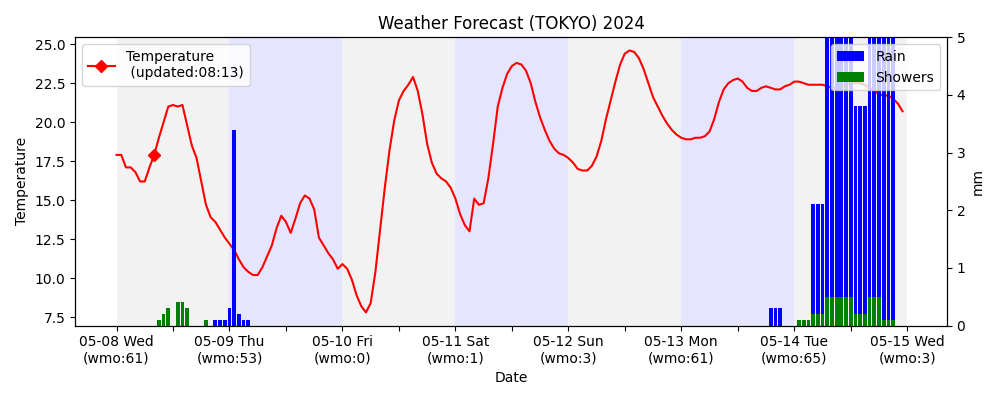 Weather Forecast (TOKYO) 2024
Temperature
(updated:08:13)
Rain
Showers
25.0
22.5
20.0
17.5
15.0
12.5
10.0
7.5
Temperature
5
4
3
2
1
0
mm
05-08 Wed
(wmo:61)
05-09 Thu
(wmo:53)
05-10 Fri
(wmo:0)
05-11 Sat
(wmo:1)
05-12 Sun
(wmo:3)
05-13 Mon
(wmo:61)
05-14 Tue
(wmo:65)
05-15 Wed
(wmo:3)
Date